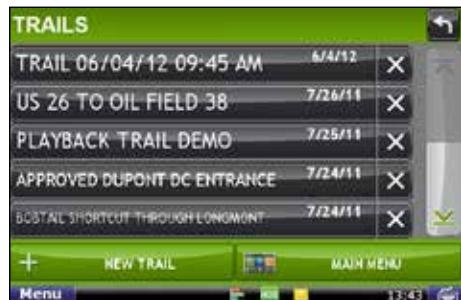 TRAILS
TRAIL 06/04/12 09:45 AM 6/4/12
US 26 TO OIL FIELD 38 7/26/11
PLAYBACK TRAIL DEMO 7/25/11
APPROVED DUPONT DC ENTRANCE 7/24/11
BOBTAIL SHORTCUT THROUGH LONGMONT 7/24/11
NEW TRAIL MAIN MENU
Menu 13:43